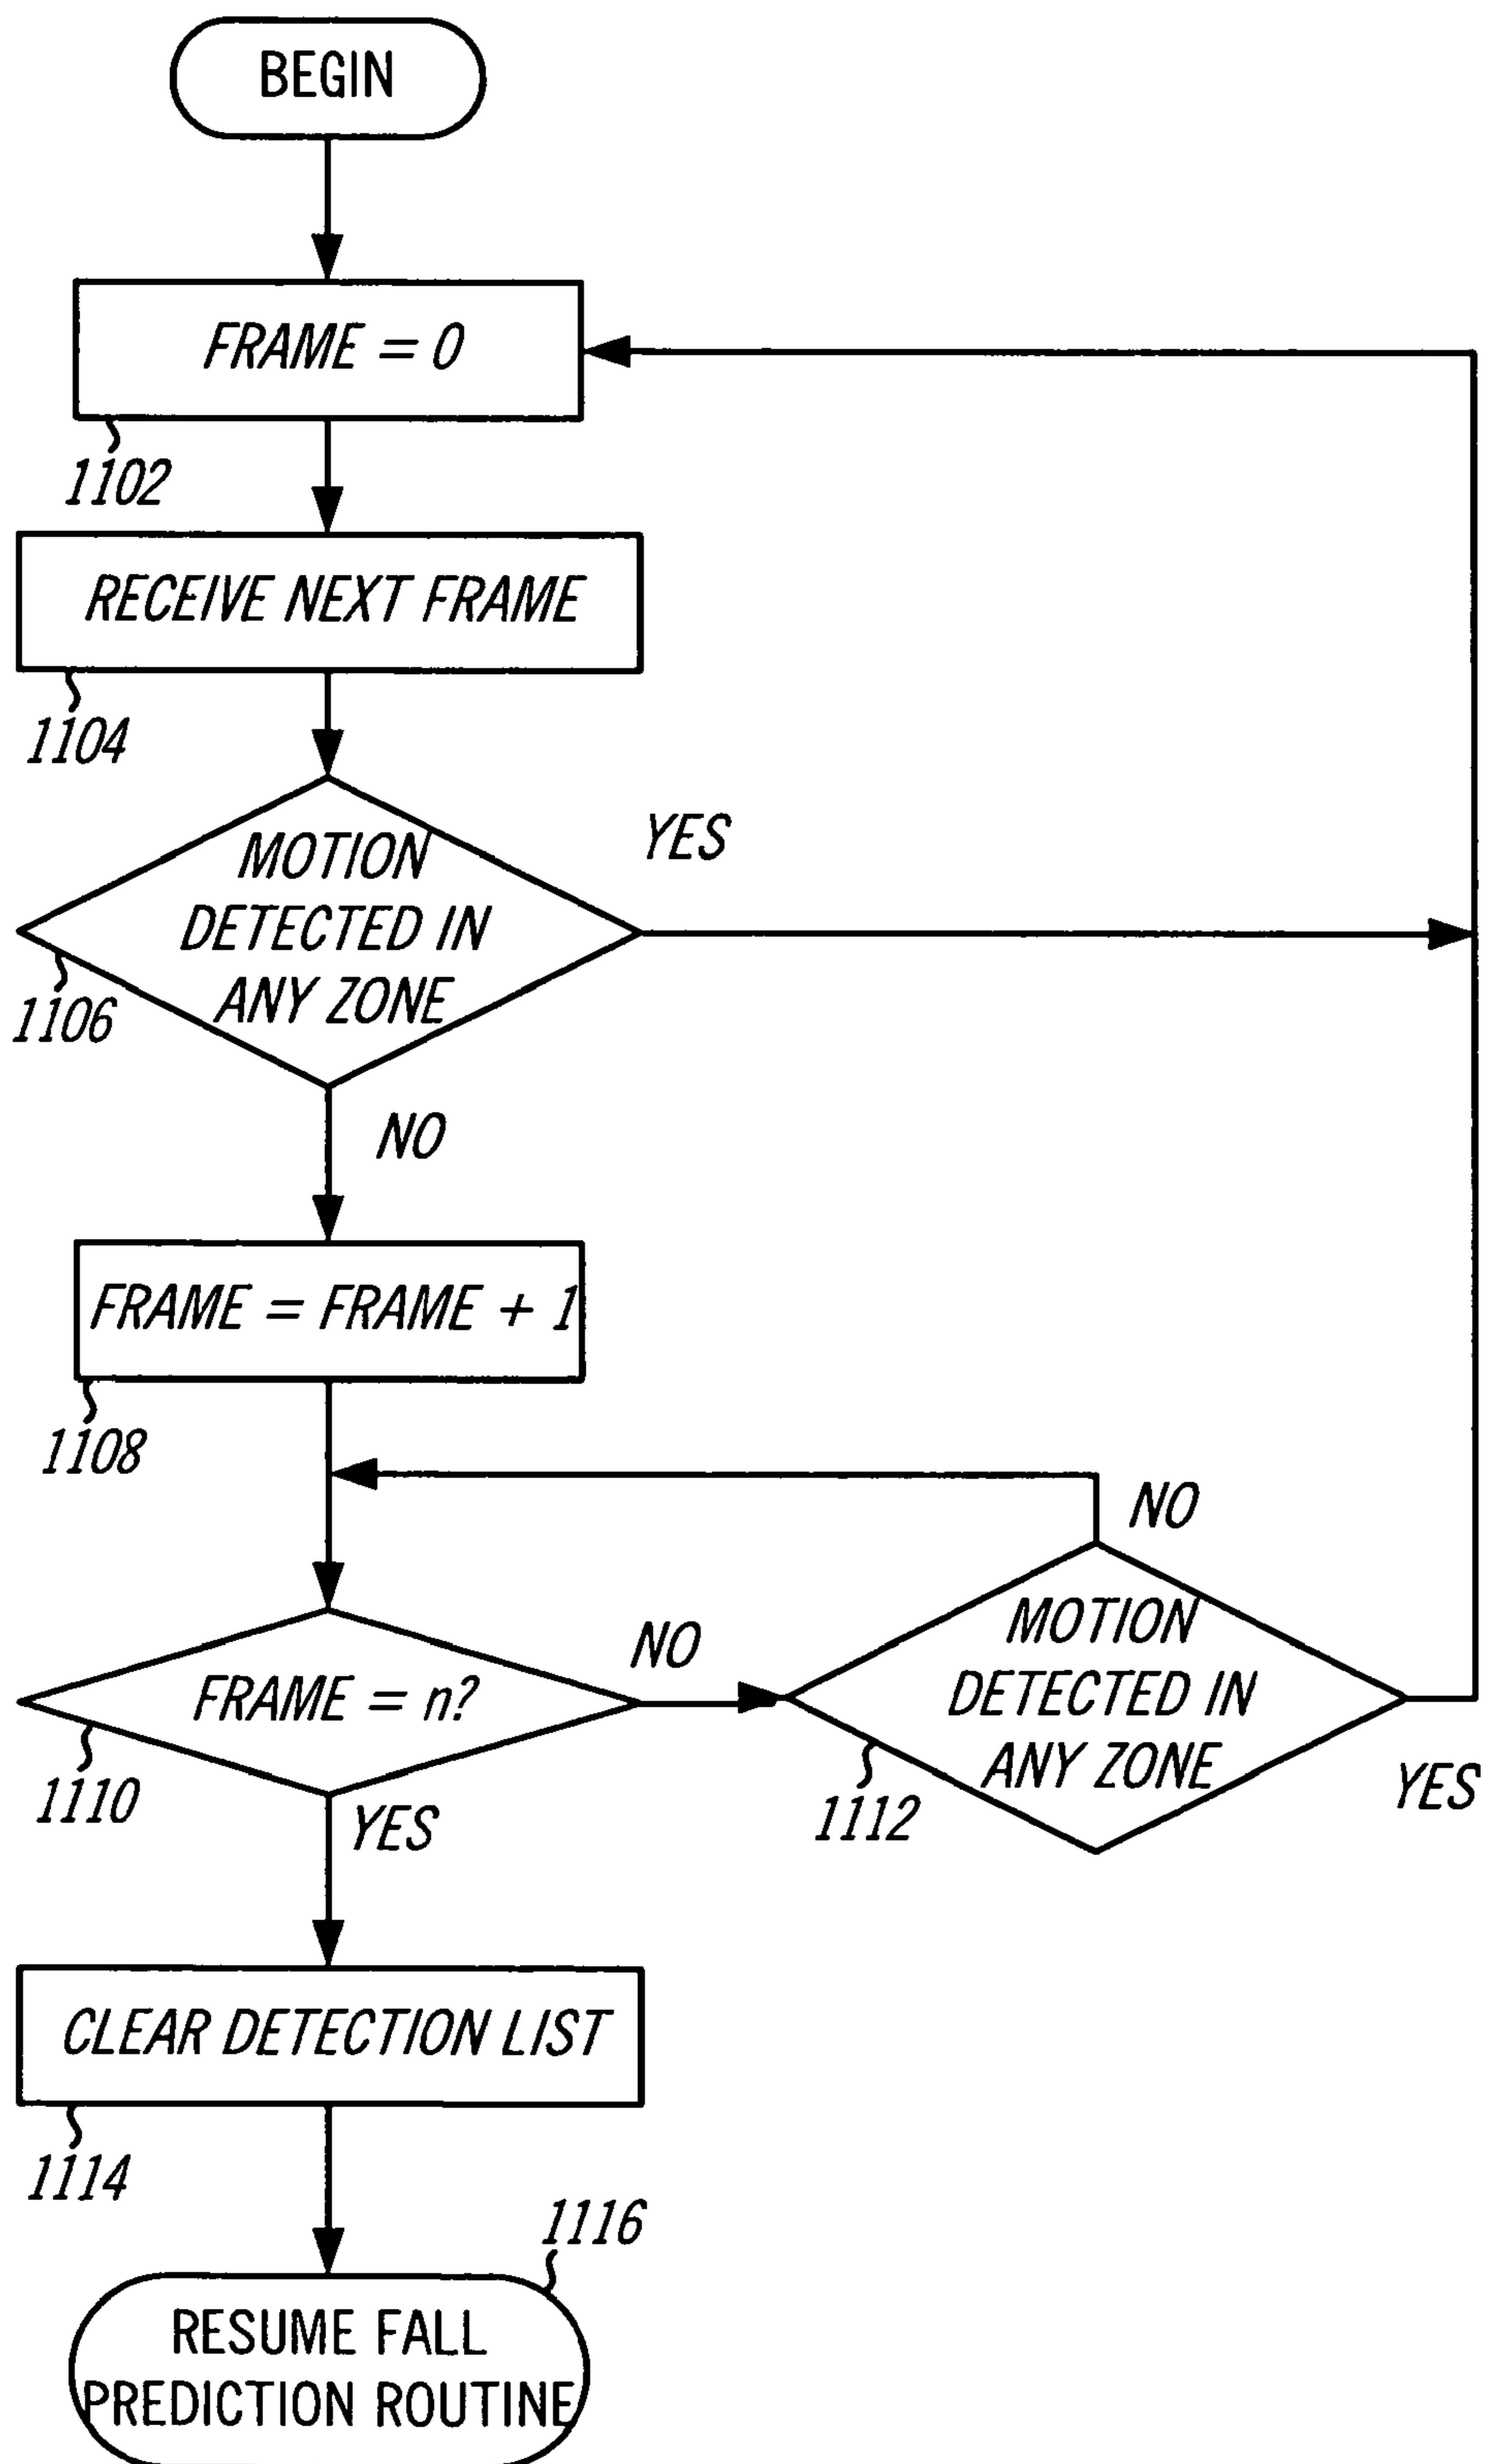 BEGIN
FRAME = 0
1102
RECEIVE NEXT FRAME
1104
MOTION
DETECTED IN
ANY ZONE
YES
1106
NO
FRAME = FRAME + 1
1108
NO
FRAME = n?
NO
1110
YES
MOTION
DETECTED IN
ANY ZONE
1112
YES
CLEAR DETECTION LIST
1114
1116
RESUME FALL
PREDICTION ROUTINE